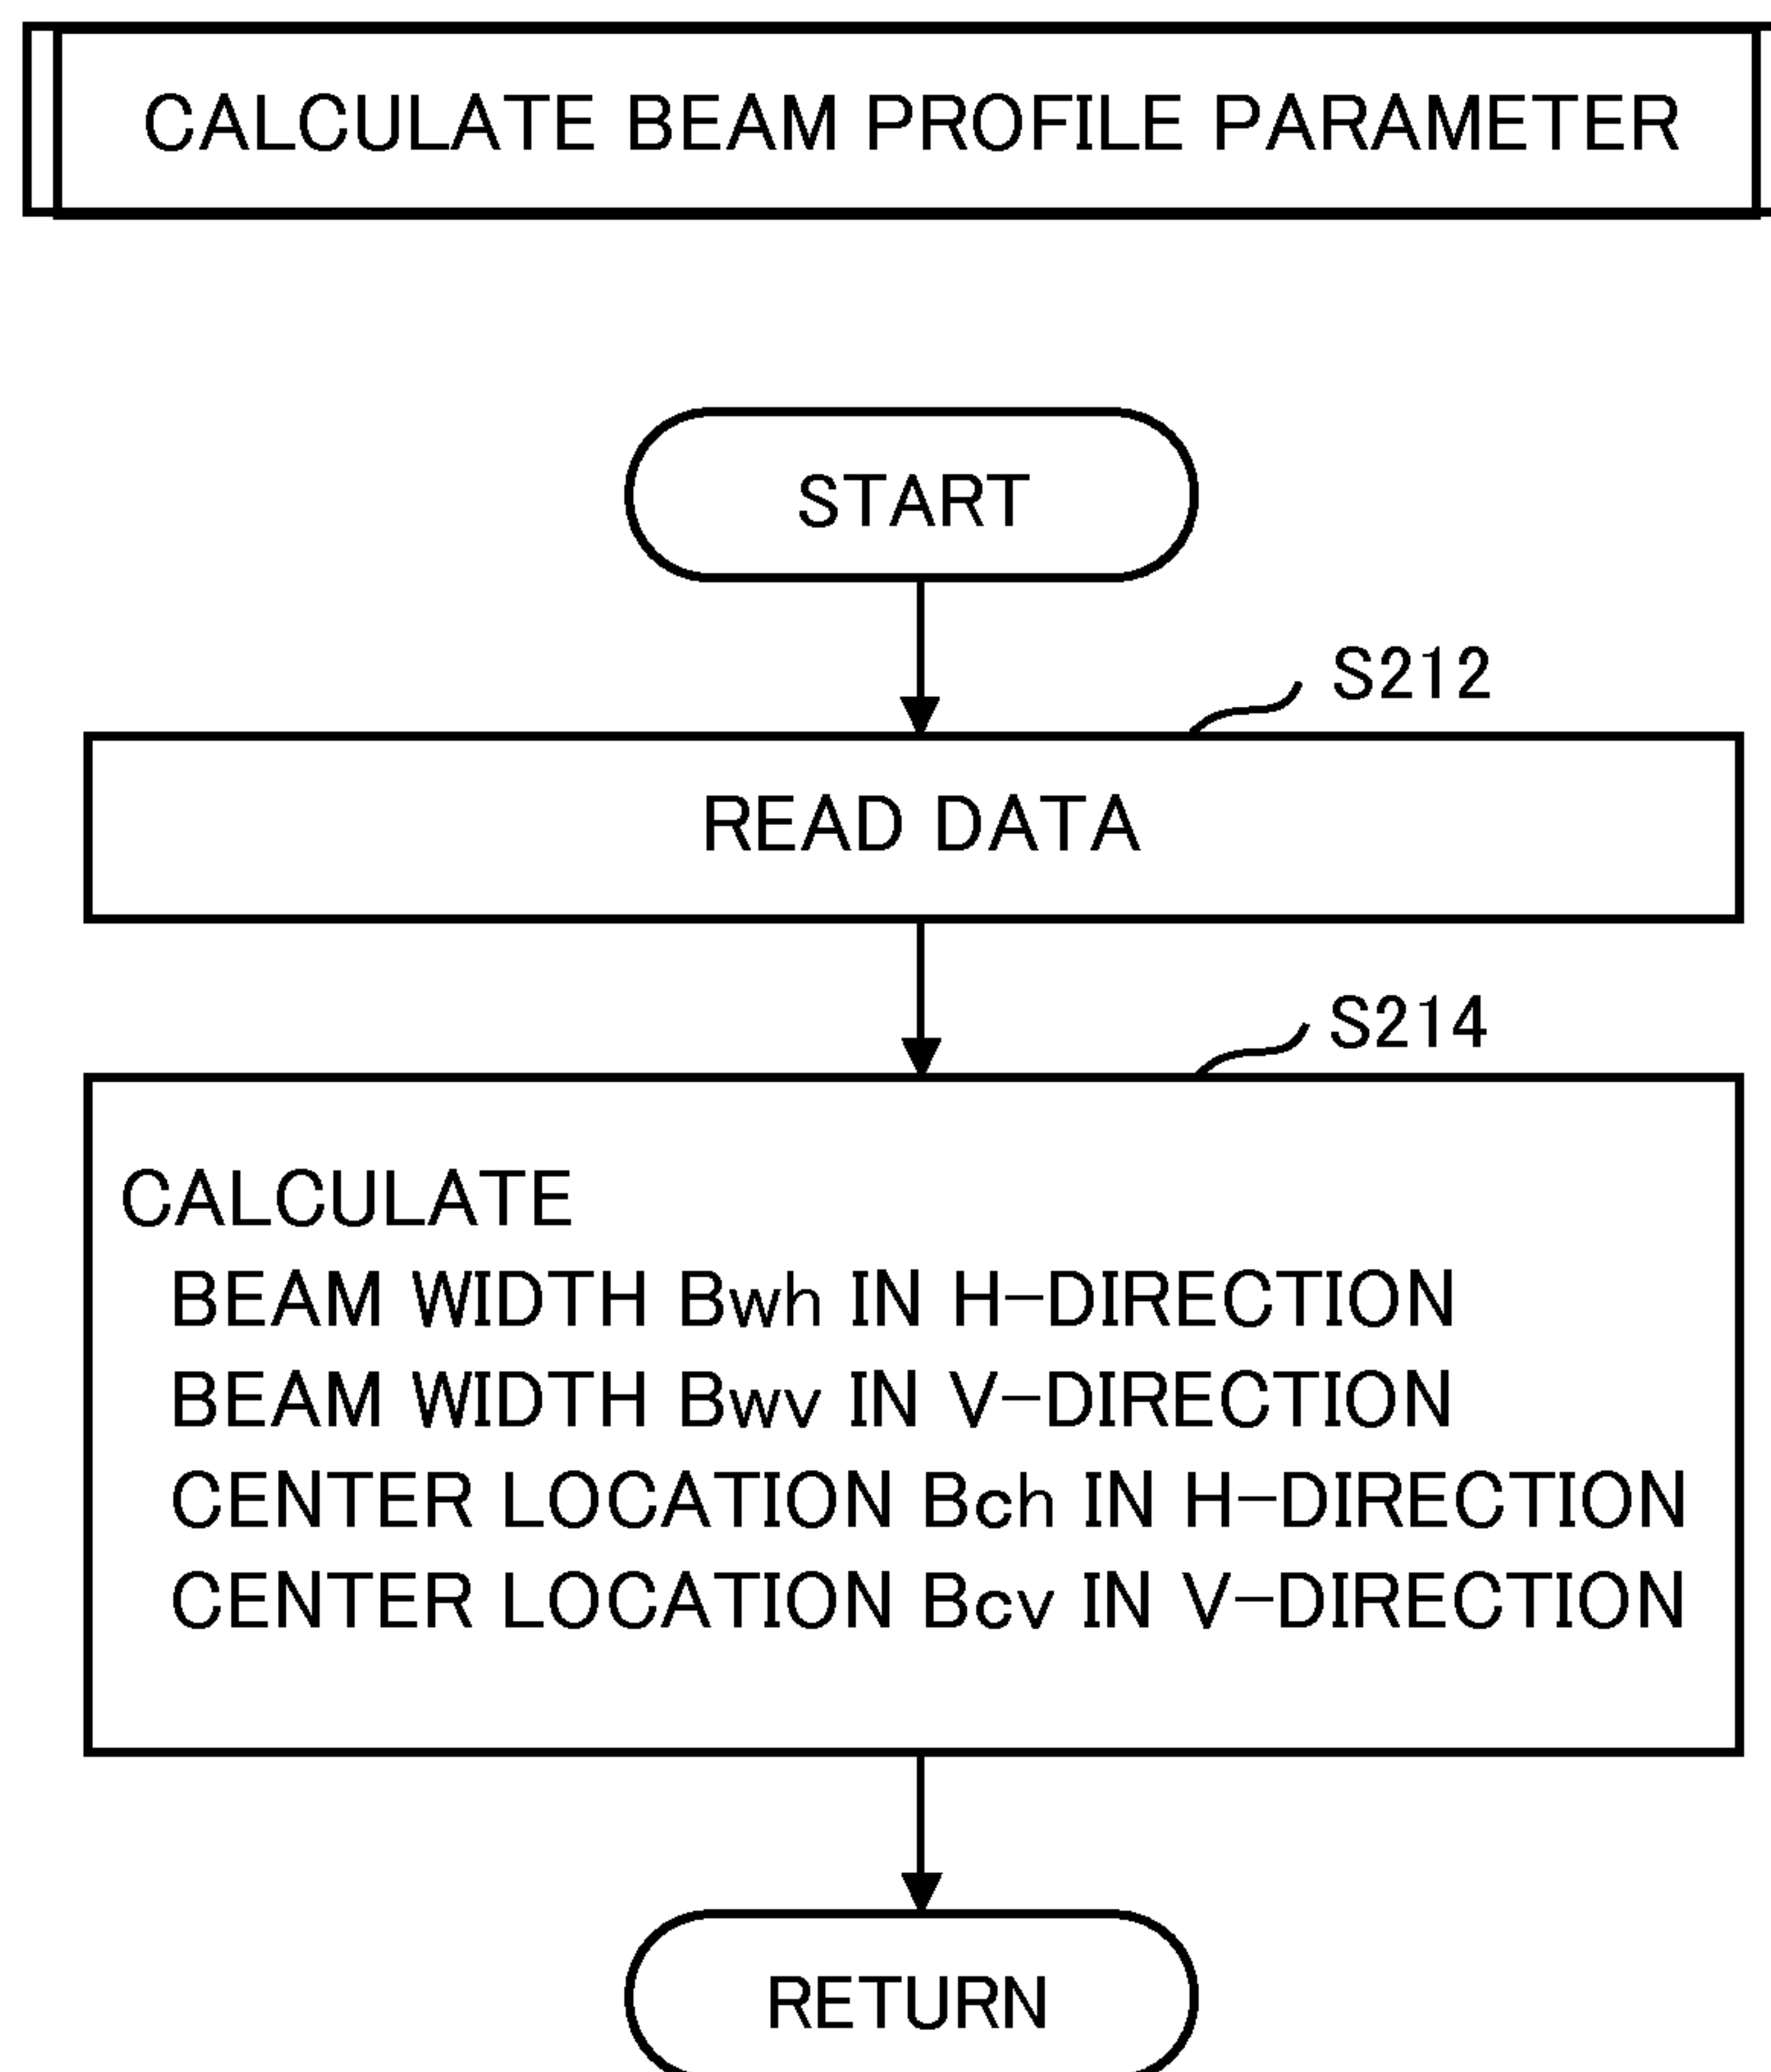 CALCULATE BEAM PROFILE PARAMETER
START
S212
READ DATA
S214
CALCULATE
BEAM WIDTH Bwh IN H-DIRECTION
BEAM WIDTH Bwv IN V-DIRECTION
CENTER LOCATION Bch IN H-DIRECTION
CENTER LOCATION Bcv IN V-DIRECTION
RETURN